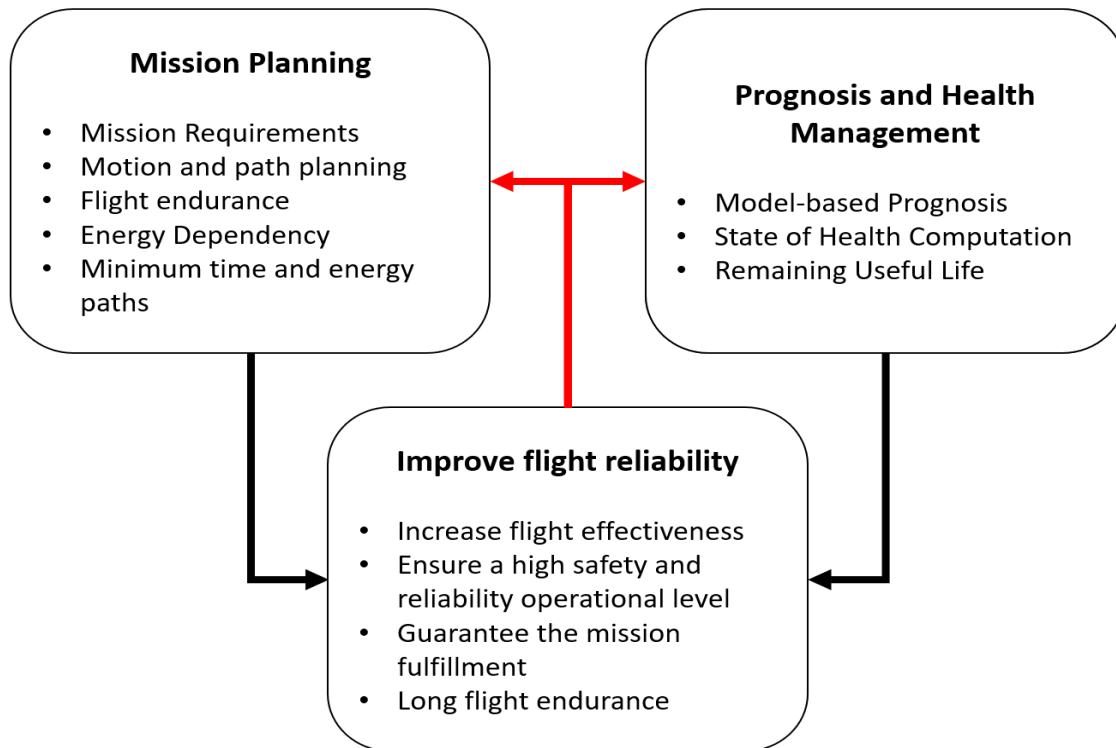 Mission Planning
• Mission Requirements
• Motion and path planning
• Flight endurance
• Energy Dependency
• Minimum time and energy
paths
Prognosis and Health
Management
• Model-based Prognosis
• State of Health Computation
• Remaining Useful Life
Improve flight reliability
• Increase flight effectiveness
• Ensure a high safety and
reliability operational level
• Guarantee the mission
fulfillment
• Long flight endurance